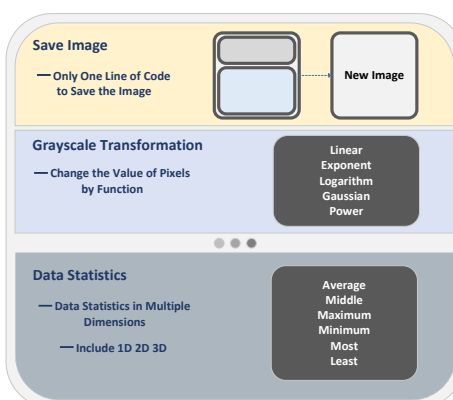 Save Image
— Only One Line of Code
to Save the Image
New Image
Grayscale Transformation
— Change the Value of Pixels
by Function
Linear
Exponent
Logarithm
Gaussian
Power
Data Statistics
— Data Statistics in Multiple
Dimensions
— Include 1D 2D 3D
Average
Middle
Maximum
Minimum
Most
Least